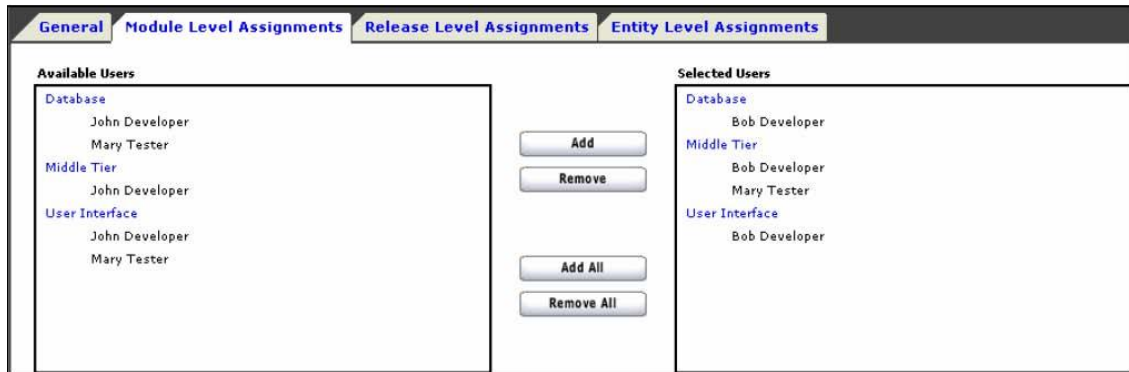 General Module Level Assignments Release Level Assignments Entity Level Assignments
Available Users
Database
John Developer
Mary Tester
Middle Tier
John Developer
User Interface
John Developer
Mary Tester
Add
Remove
Add All
Remove All
Selected Users
Database
Bob Developer
Middle Tier
Bob Developer
Mary Tester
User Interface
Bob Developer